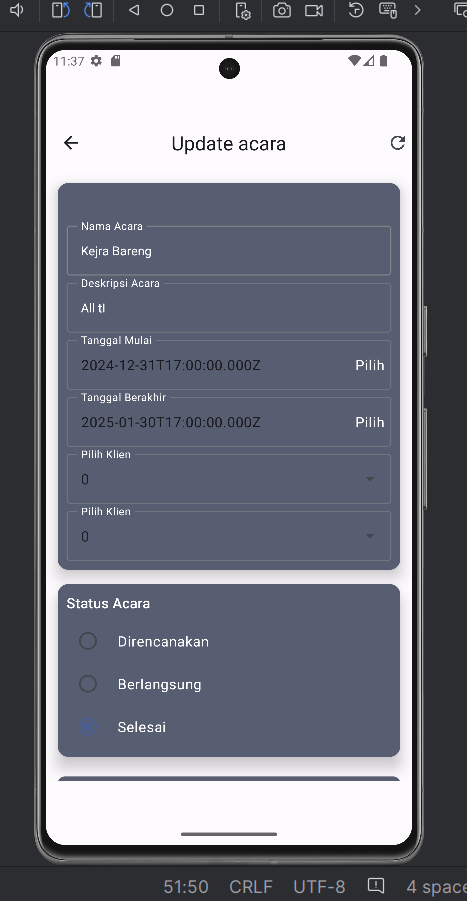 11:37
Update acara
Nama Acara
Kejra Bareng
Deskripsi Acara
All tI
Tanggal Mulai
2024-12-31T17:00:00.000Z Pilih
Tanggal Berakhir
2025-01-30T17:00:00.000Z Pilih
Pilih Klien
0
Pilih Klien
0
Status Acara
Direncanakan
Berlangsung
Selesai
51:50 CRLF UTF-8 4 space